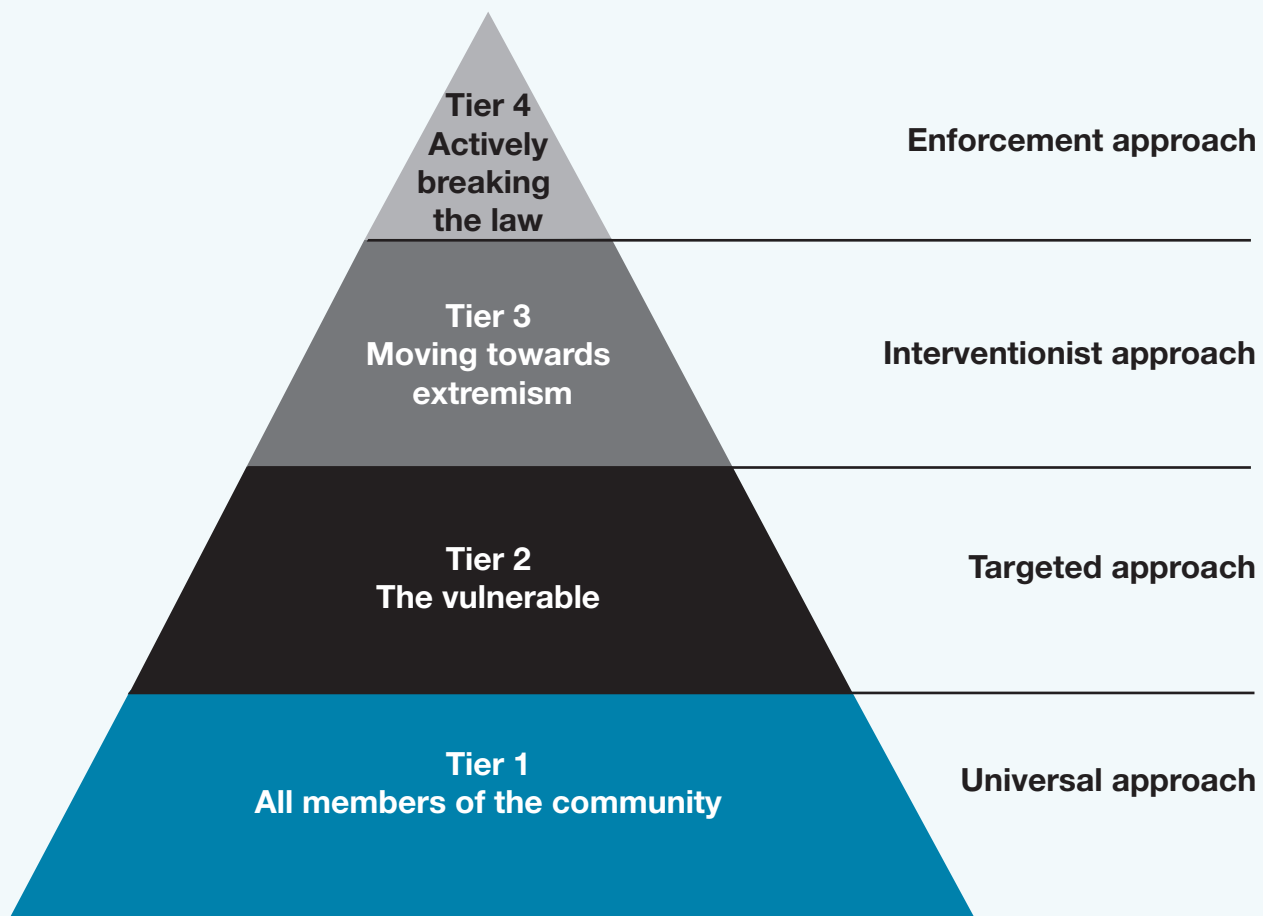 Tier 4
Actively
breaking
the law
Enforcement approach
Tier 3
Moving towards
extremism
Interventionist approach
Tier 2
The vulnerable
Targeted approach
Tier 1
All members of the community
Universal approach